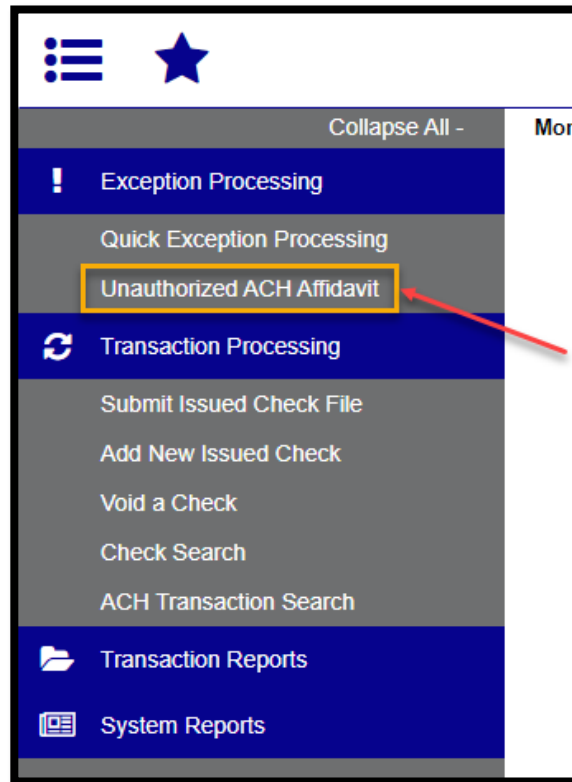 Collapse All -
Mor
Exception Processing
Quick Exception Processing
Unauthorized ACH Affidavit
Transaction Processing
Submit Issued Check File
Add New Issued Check
Void a Check
Check Search
ACH Transaction Search
Transaction Reports
System Reports